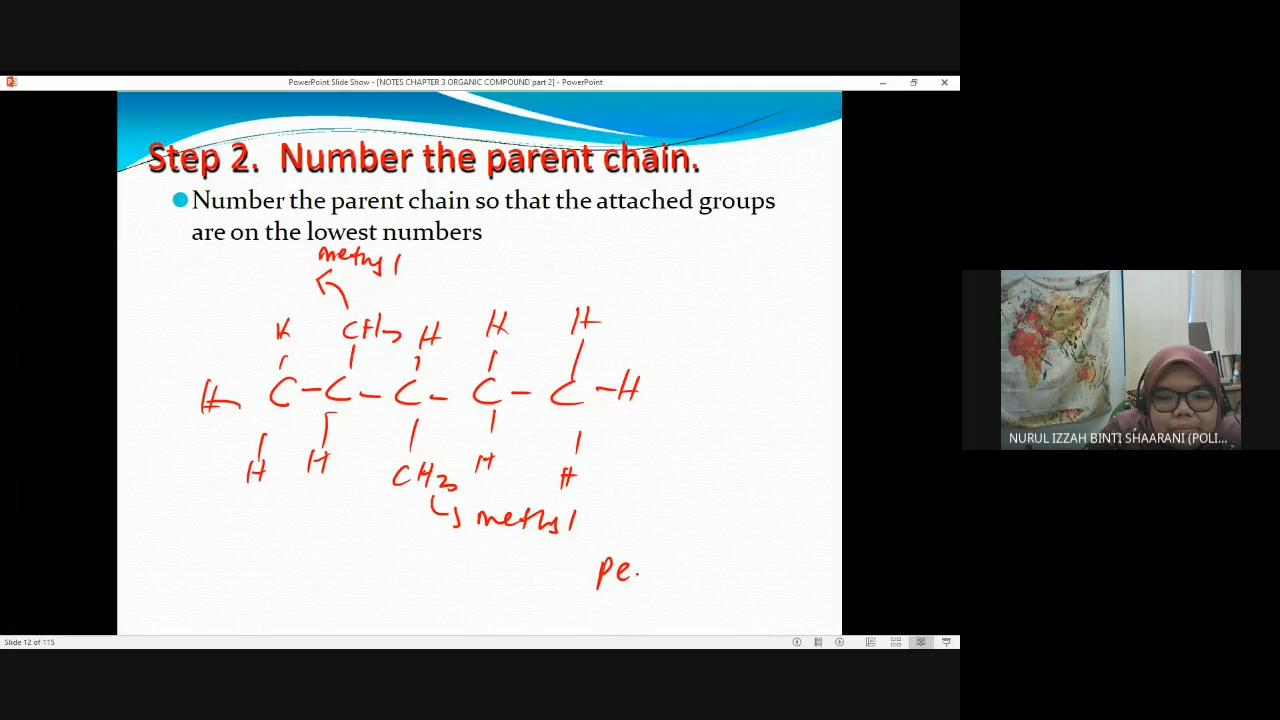 PowerPoint Slide Show - [NOTES CHAPTER 3 ORGANIC COMPOUND part 2] - PowerPoint
Step 2. Number the parent chain.
Number the parent chain so that the attached groups
are on the lowest numbers
methyl
H CH3 H H H
H C - C - C - C - C - H
H H CH3 H H
methyl
pe
NURUL IZZAH BINTI SHAARANI (POLI...
Slide 12 of 115